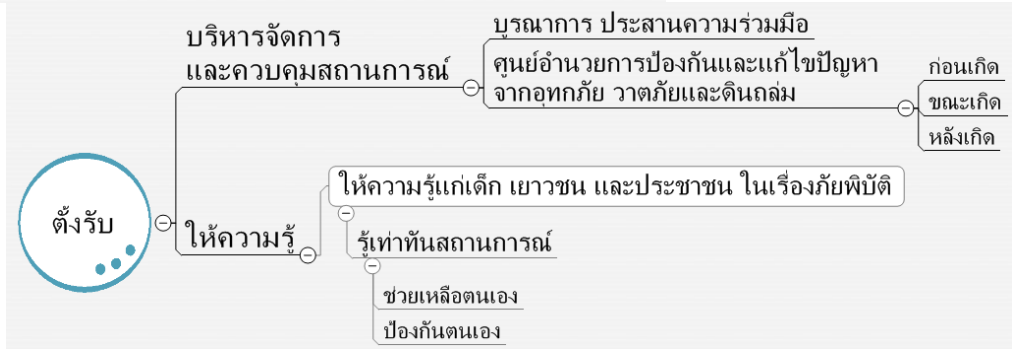 ตั้งรับ
บริหารจัดการ
และควบคุมสถานการณ์
บูรณาการ ประสานความร่วมมือ
ศูนย์อำนวยการป้องกันและแก้ไขปัญหา
จากอุทกภัย วาตภัยและดินถล่ม
ก่อนเกิด
ขณะเกิด
หลังเกิด
ให้ความรู้
ให้ความรู้แก่เด็ก เยาวชน และประชาชน ในเรื่องภัยพิบัติ
รู้เท่าทันสถานการณ์
ช่วยเหลือตนเอง
ป้องกันตนเอง